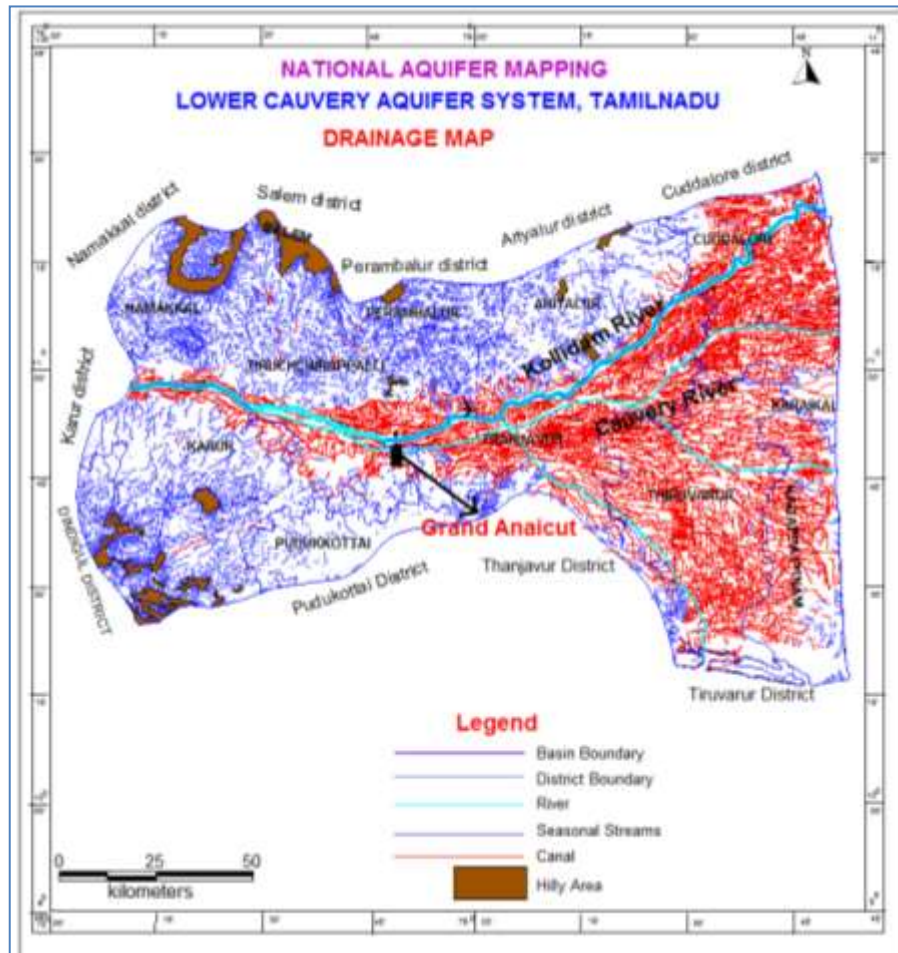 N
NATIONAL AQUIFER MAPPING
LOWER CAUVERY AQUIFER SYSTEM, TAMILNADU
DRAINAGE MAP
Namakkal district
Salem district
Perambalur district
Ariyalur district
Cuddalore district
SALEM
CUDDALORE
NAMAKKAL
PERAMBALUR
ARIYALUR
Kollidam River
TIRUCHCHIRAPPALLI
Karur district
Cauvery River
KARAIKAL
KARUR
THANJAVUR
THIRUVARUR
Grand Anaicut
PUDUKKOTTAI
DINDIGUL DISTRICT
Pudukottai District
Thanjavur District
Tiruvarur District
Legend
Basin Boundary
District Boundary
River
Seasonal Streams
Canal
Hilly Area
0 25 50
kilometers